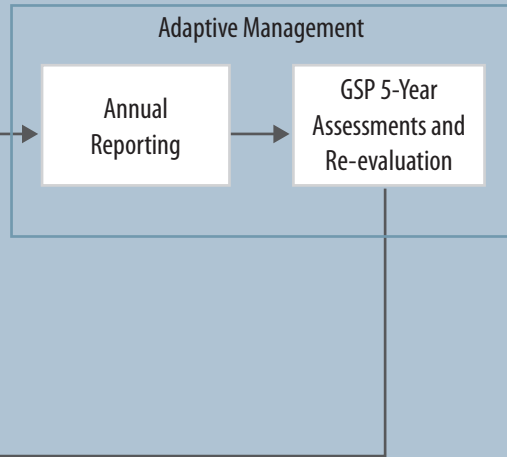 Adaptive Management
Annual
Reporting
GSP 5-Year
Assessments and
Re-evaluation